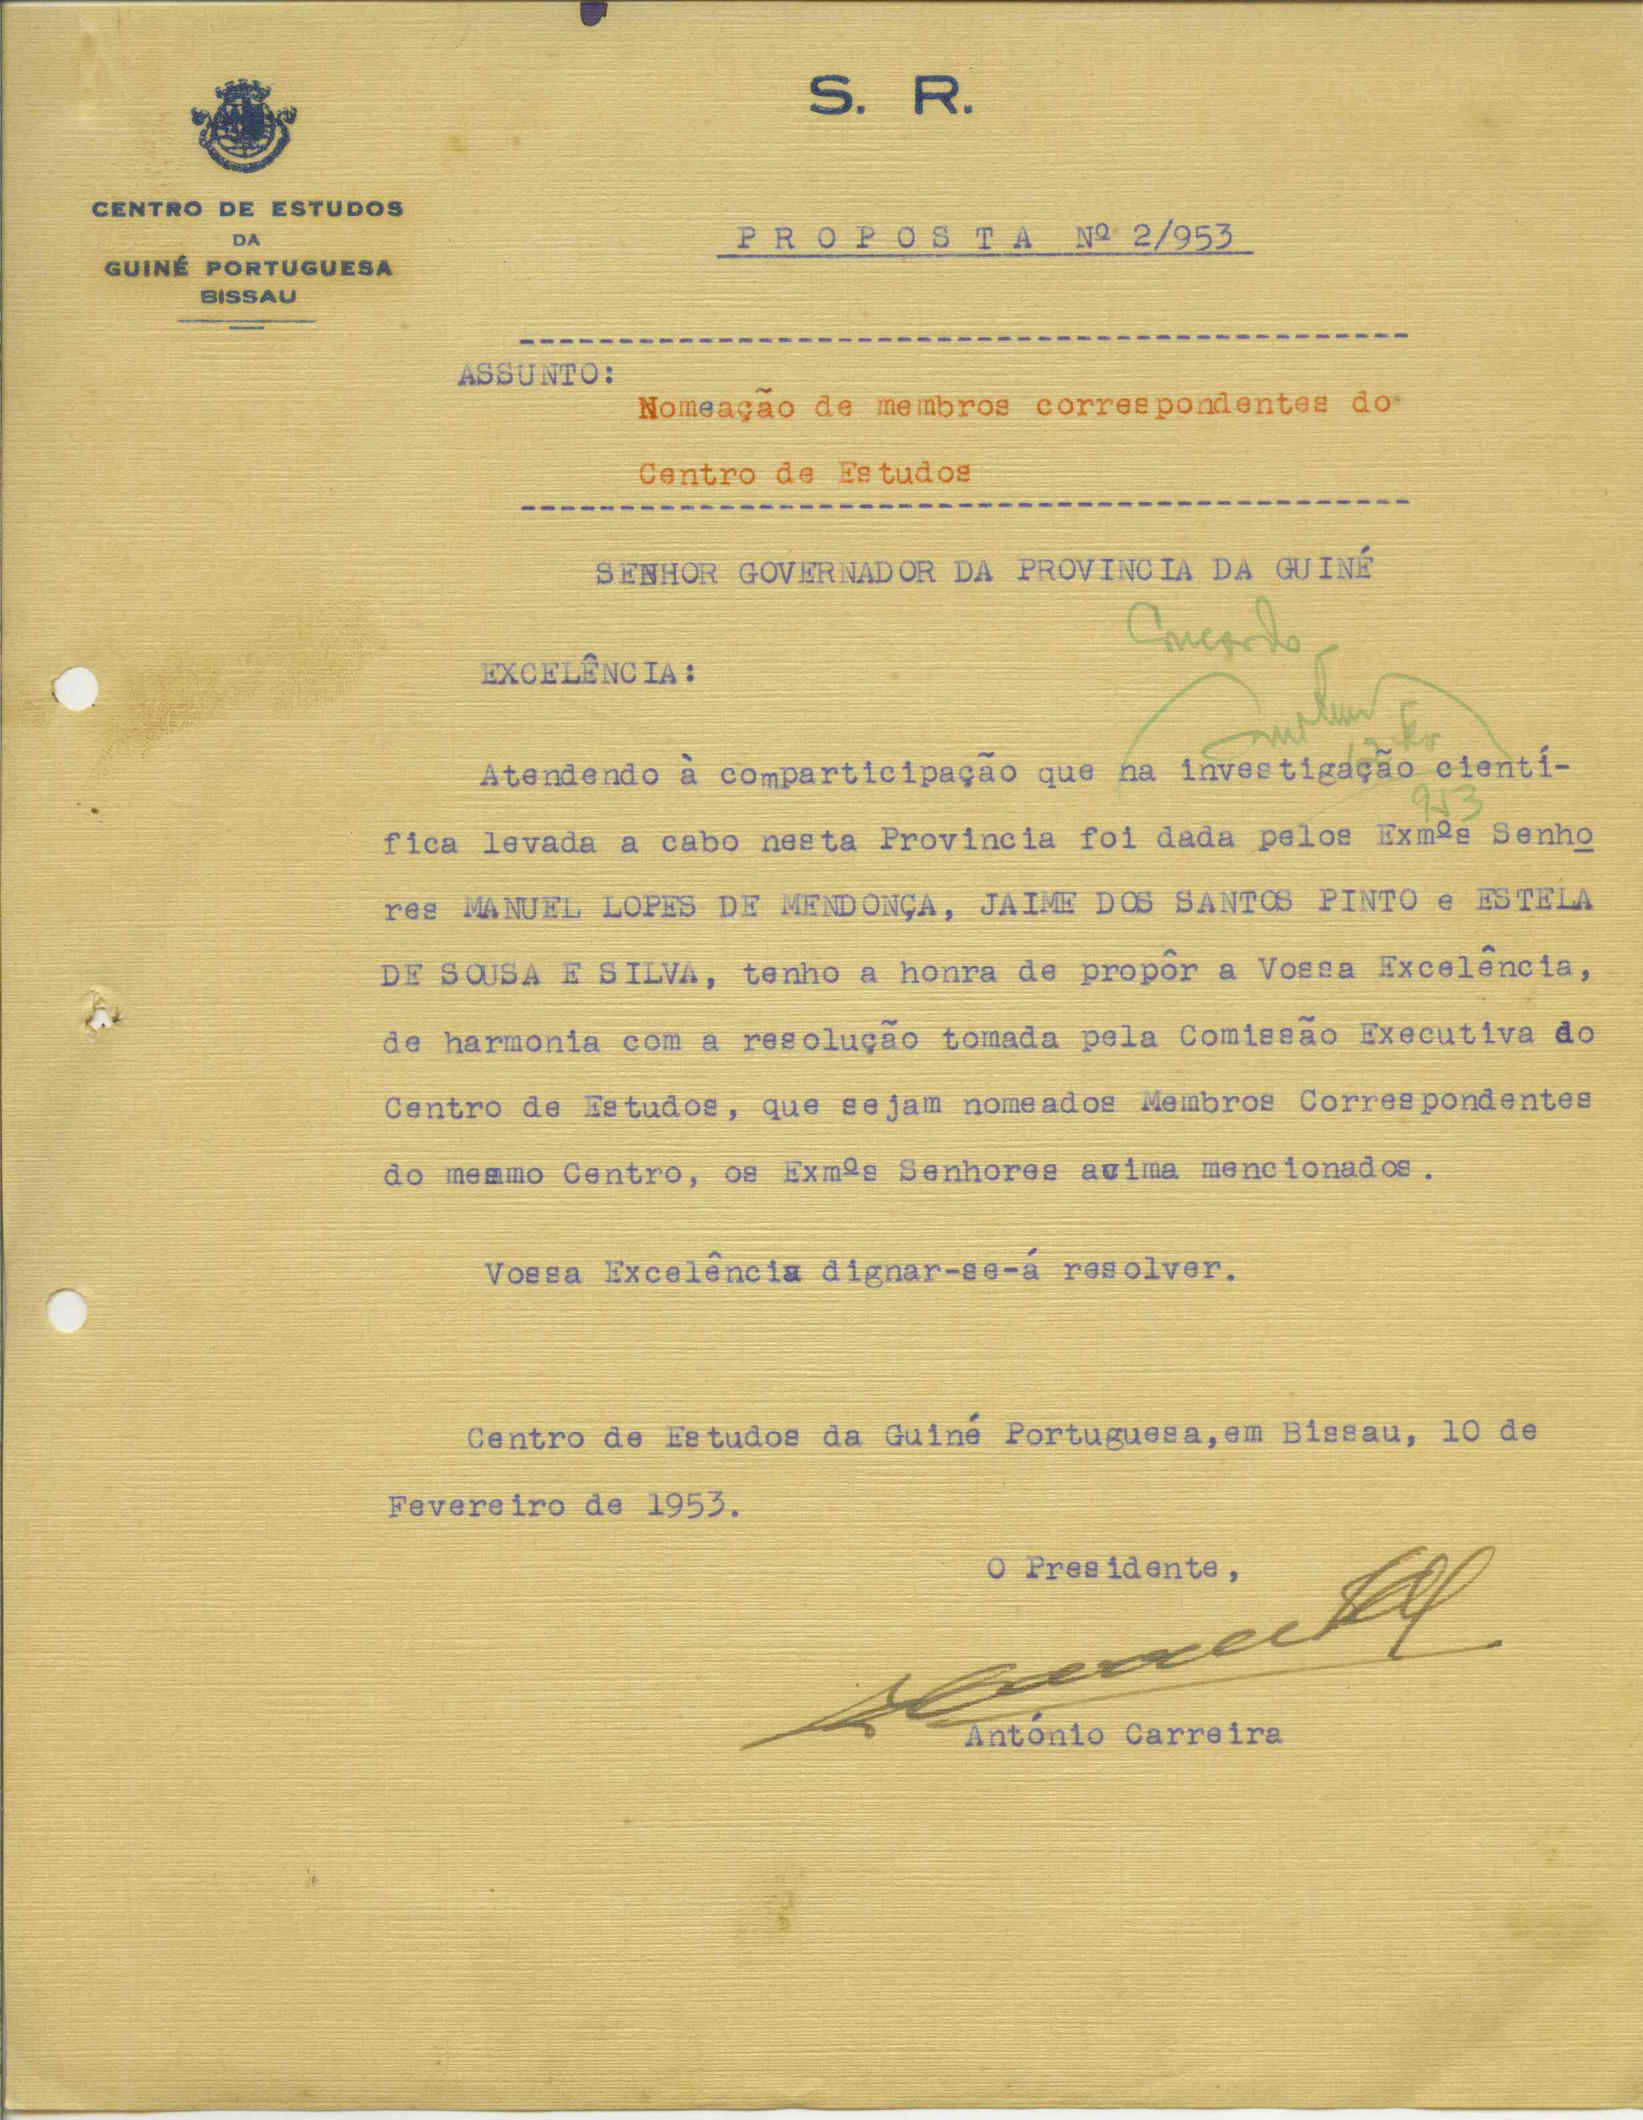 S. R.
CENTRO DE ESTUDOS
DA
GUINÉ PORTUGUESA
BISSAU
PROPOSTA Nº 2/953
ASSUNTO:
Nomeação de membros correspondentes do
Centro de Estudos
SENHOR GOVERNADOR DA PROVINCIA DA GUINÉ
Concordo
EXCELÊNCIA:
Atendendo à comparticipação que na investigação cientí-
953
fica levada a cabo nesta Provincia foi dada pelos Exmºs Senho
res MANUEL LOPES DE MENDONÇA, JAIME DOS SANTOS PINTO e ESTELA
DE SOUSA E SILVA, tenho a honra de propôr a Vossa Excelência,
de harmonia com a resolução tomada pela Comissão Executiva do
Centro de Estudos, que sejam nomeados Membros Correspondentes
do mesmo Centro, os Exmºs Senhores acima mencionados.
Vossa Excelência dignar-se-á resolver.
Centro de Estudos da Guiné Portuguesa,em Bissau, 10 de
Fevereiro de 1953.
O Presidente,
António Carreira